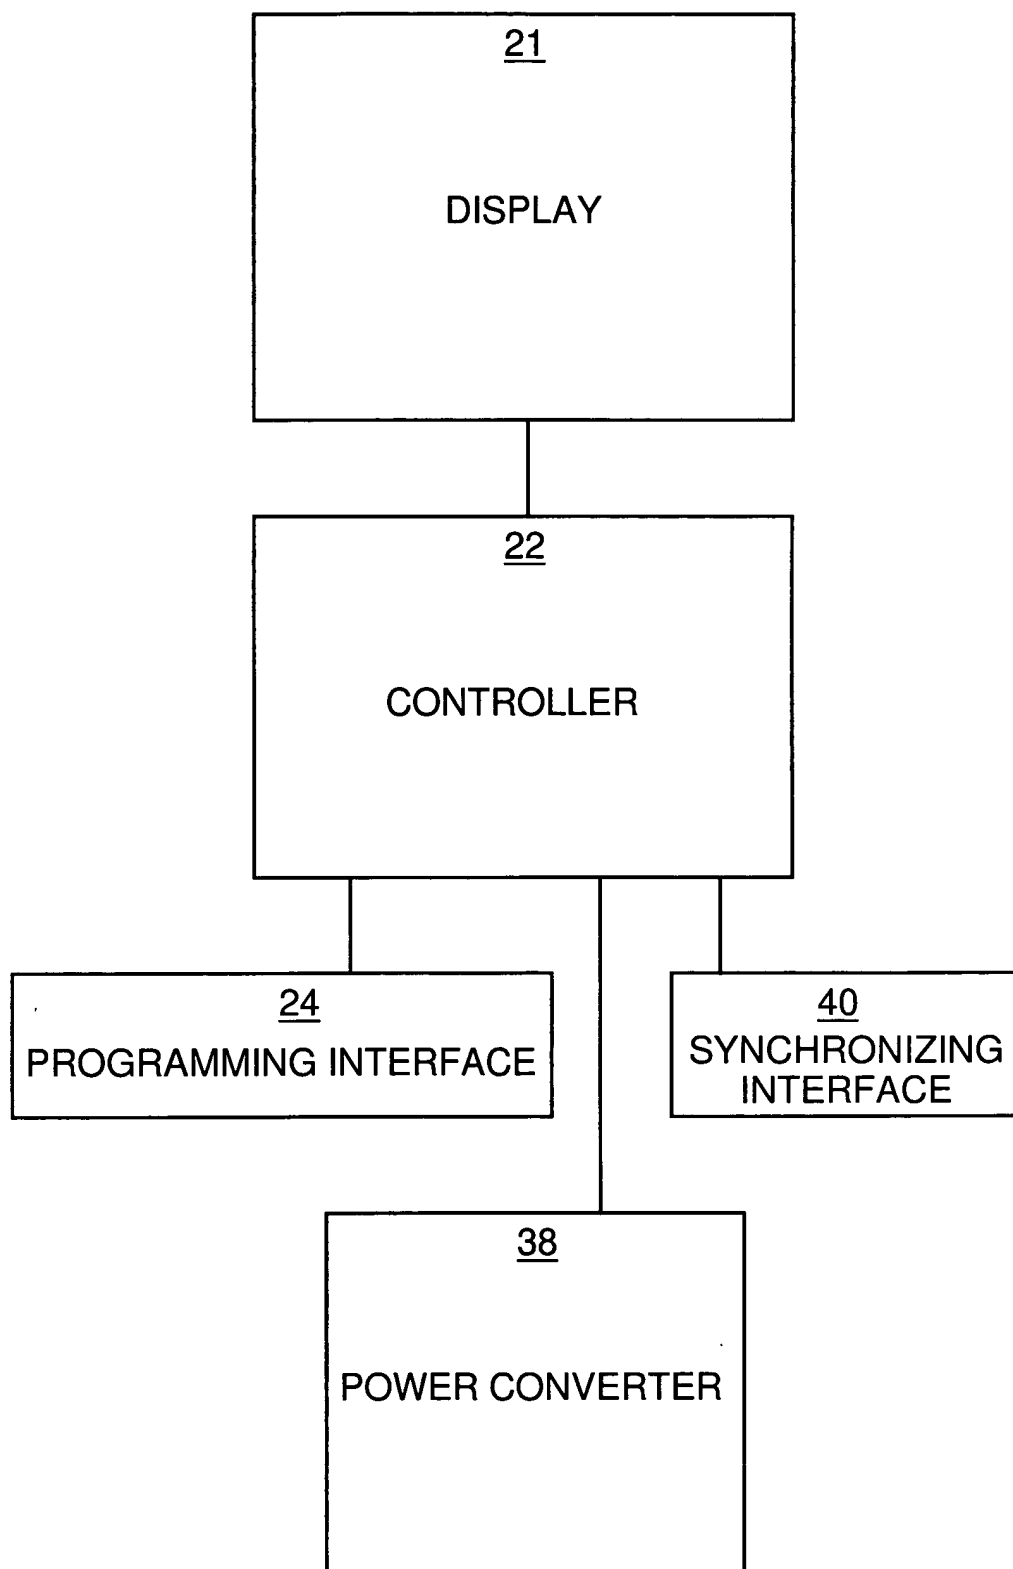 21
DISPLAY
22
CONTROLLER
24
PROGRAMMING INTERFACE
40
SYNCHRONIZING
INTERFACE
38
POWER CONVERTER